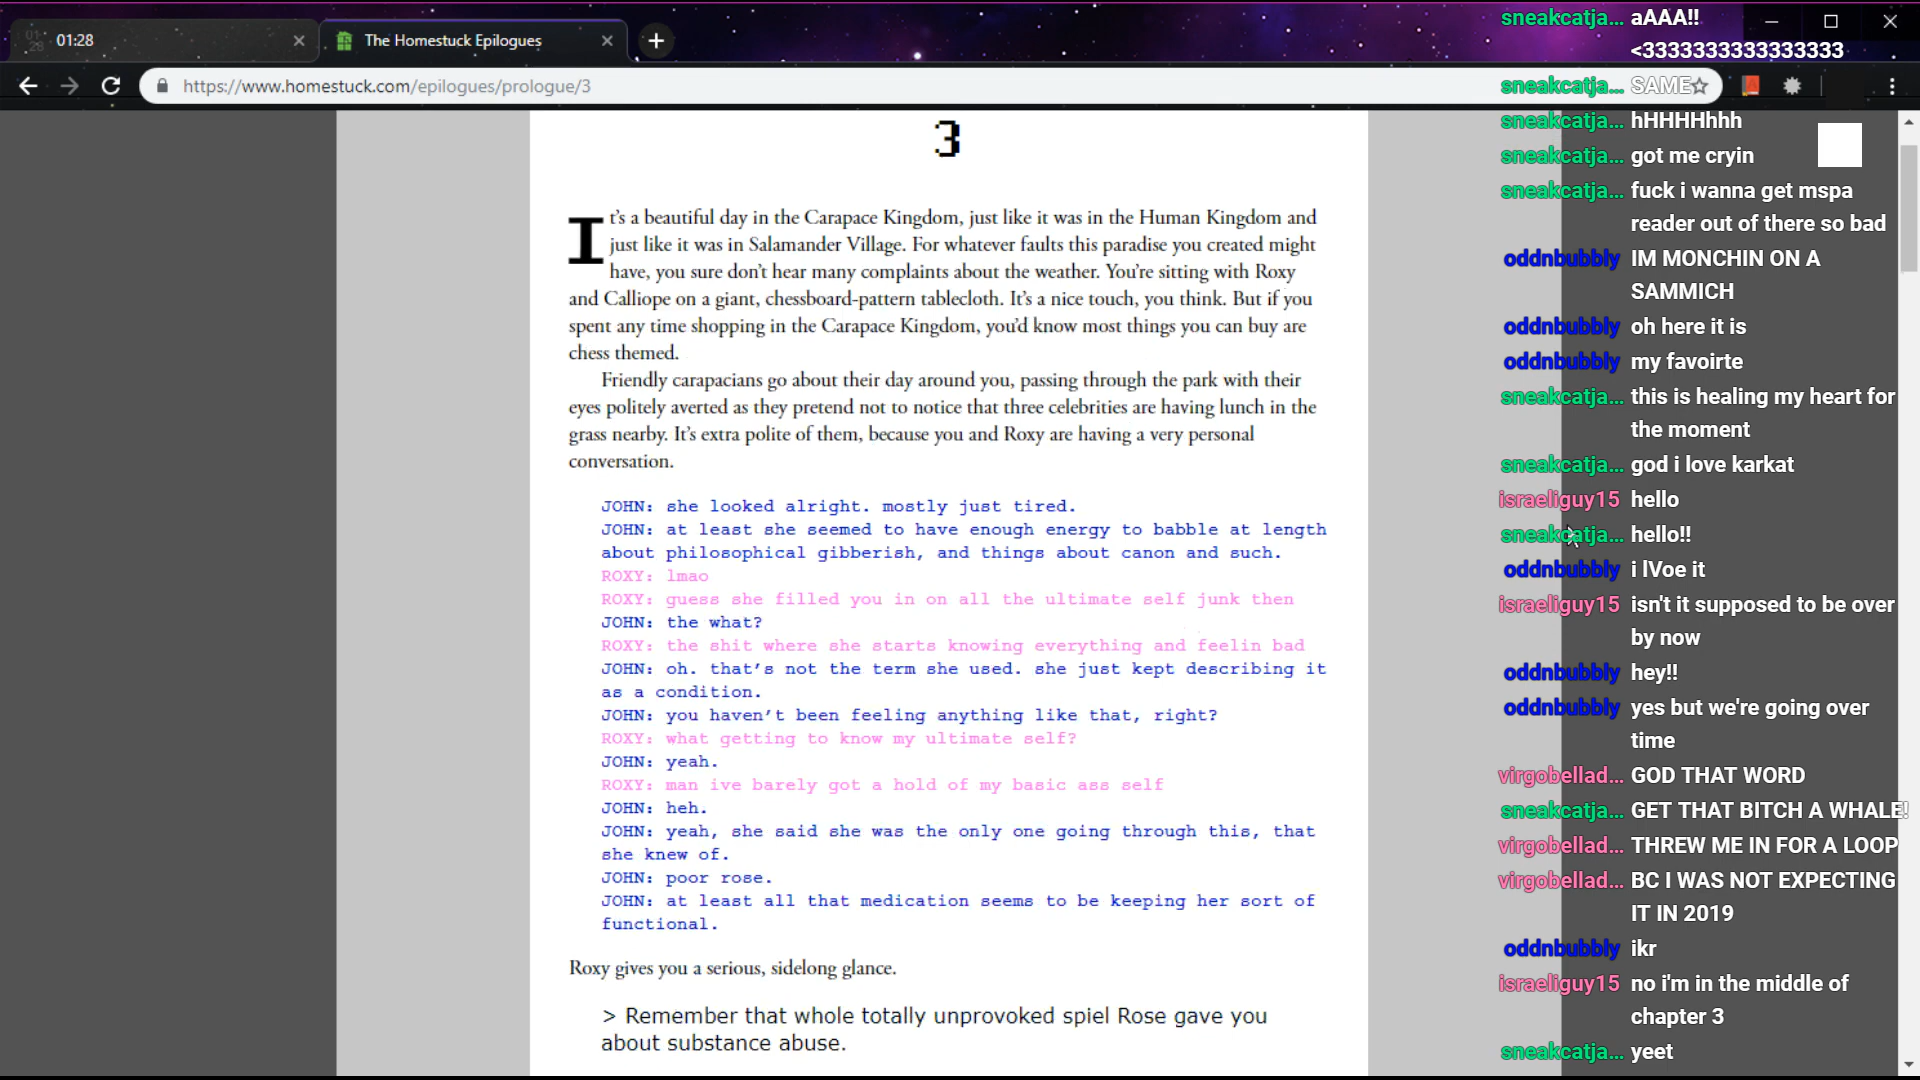 01:28
The Homestuck Epilogues
https://www.homestuck.com/epilogues/prologue/3
3
It's a beautiful day in the Carapace Kingdom, just like it was in the Human Kingdom and
just like it was in Salamander Village. For whatever faults this paradise you created might
have, you sure don't hear many complaints about the weather. You're sitting with Roxy
and Calliope on a giant, chessboard-pattern tablecloth. It's a nice touch, you think. But if you
spent any time shopping in the Carapace Kingdom, you'd know most things you can buy are
chess themed.
Friendly carapacians go about their day around you, passing through the park with their
eyes politely averted as they pretend not to notice that three celebrities are having lunch in the
grass nearby. It's extra polite of them, because you and Roxy are having a very personal
conversation.
JOHN: she looked alright. mostly just tired.
JOHN: at least she seemed to have enough energy to babble at length
about philosophical gibberish, and things about canon and such.
ROXY: lmao
ROXY: guess she filled you in on all the ultimate self junk then
JOHN: the what?
ROXY: the shit where she starts knowing everything and feelin bad
JOHN: oh. that's not the term she used. she just kept describing it
as a condition.
JOHN: you haven't been feeling anything like that, right?
ROXY: what getting to know my ultimate self?
JOHN: yeah.
ROXY: man ive barely got a hold of my basic ass self
JOHN: heh.
JOHN: yeah, she said she was the only one going through this, that
she knew of.
JOHN: poor rose.
JOHN: at least all that medication seems to be keeping her sort of
functional.
Roxy gives you a serious, sidelong glance.
> Remember that whole totally unprovoked spiel Rose gave you
about substance abuse.
sneakcatja... aAAA!!
<3333333333333333
sneakcatja... SAME
sneakcatja... hHHHHhhh
sneakcatja... got me cryin
sneakcatja... fuck i wanna get mspa
reader out of there so bad
oddnbubbly IM MONCHIN ON A
SAMMICH
oddnbubbly oh here it is
oddnbubbly my favoirte
sneakcatja... this is healing my heart for
the moment
sneakcatja... god i love karkat
israeliguy15 hello
sneakcatja... hello!!
oddnbubbly i lVoe it
israeliguy15 isn't it supposed to be over
by now
oddnbubbly hey!!
oddnbubbly yes but we're going over
time
virgobellad... GOD THAT WORD
sneakcatja... GET THAT BITCH A WHALE!
virgobellad... THREW ME IN FOR A LOOP
virgobellad... BC I WAS NOT EXPECTING
IT IN 2019
oddnbubbly ikr
israeliguy15 no i'm in the middle of
chapter 3
sneakcatja... yeet